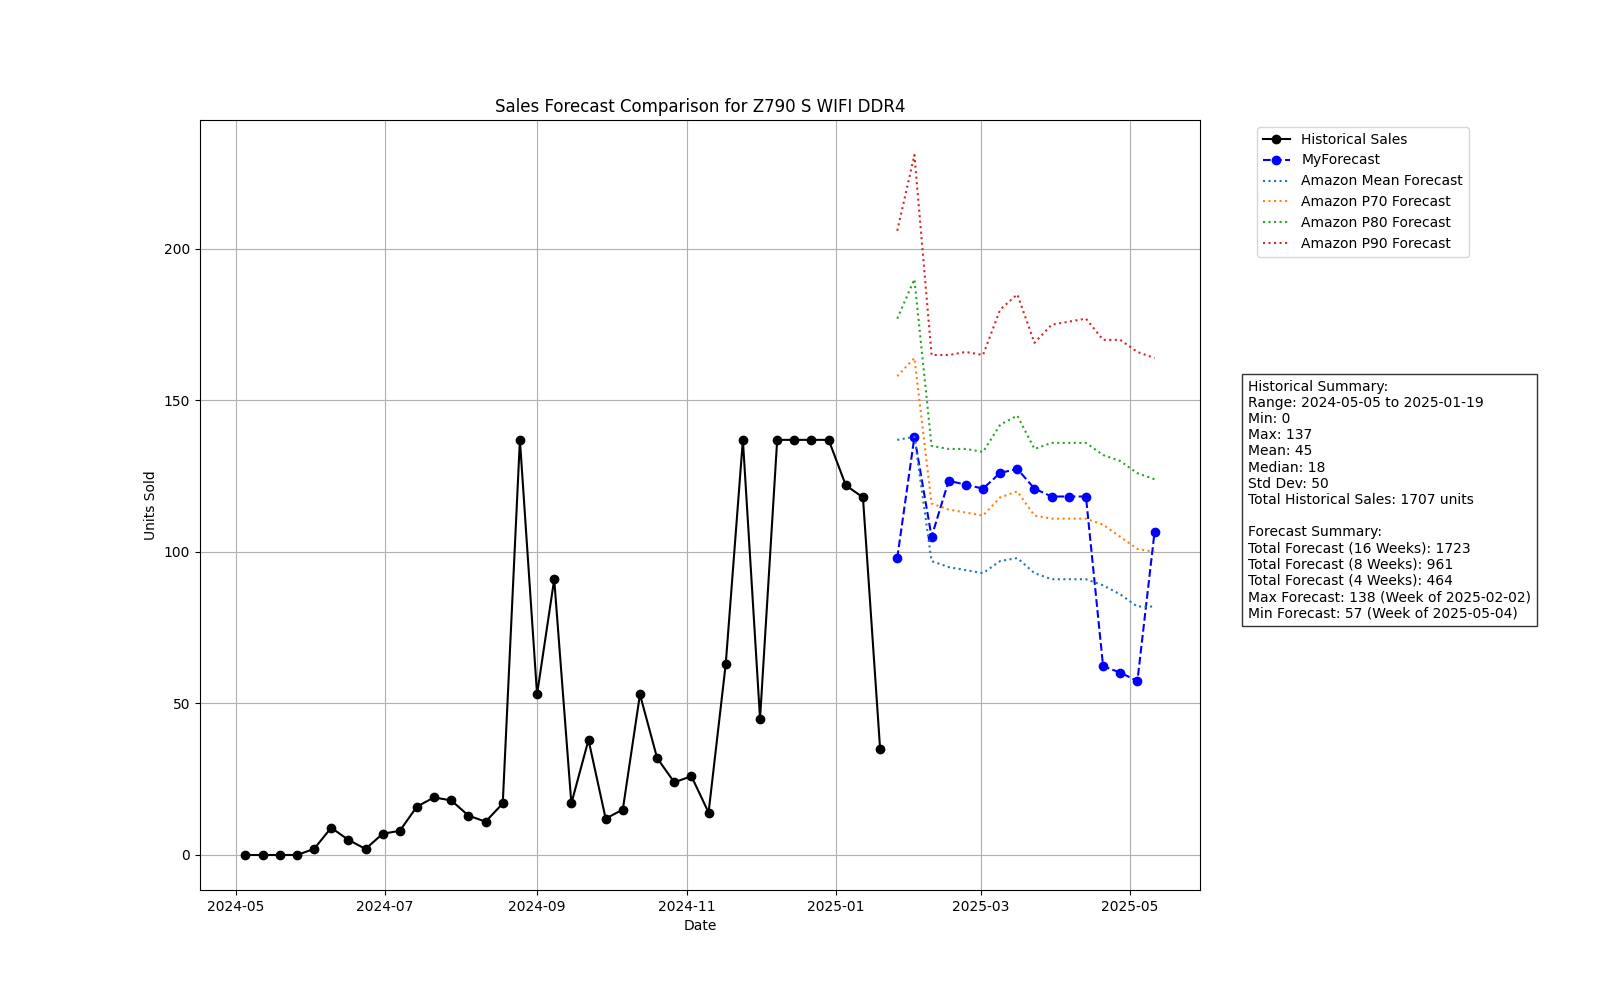 Sales Forecast Comparison for Z790 S WIFI DDR4
Historical Sales
MyForecast
Amazon Mean Forecast
Amazon P70 Forecast
Amazon P80 Forecast
Amazon P90 Forecast
Units Sold
200
150
100
50
0
2024-05
2024-07
2024-09
2024-11
2025-01
2025-03
2025-05
Date
Historical Summary:
Range: 2024-05-05 to 2025-01-19
Min: 0
Max: 137
Mean: 45
Median: 18
Std Dev: 50
Total Historical Sales: 1707 units
Forecast Summary:
Total Forecast (16 Weeks): 1723
Total Forecast (8 Weeks): 961
Total Forecast (4 Weeks): 464
Max Forecast: 138 (Week of 2025-02-02)
Min Forecast: 57 (Week of 2025-05-04)